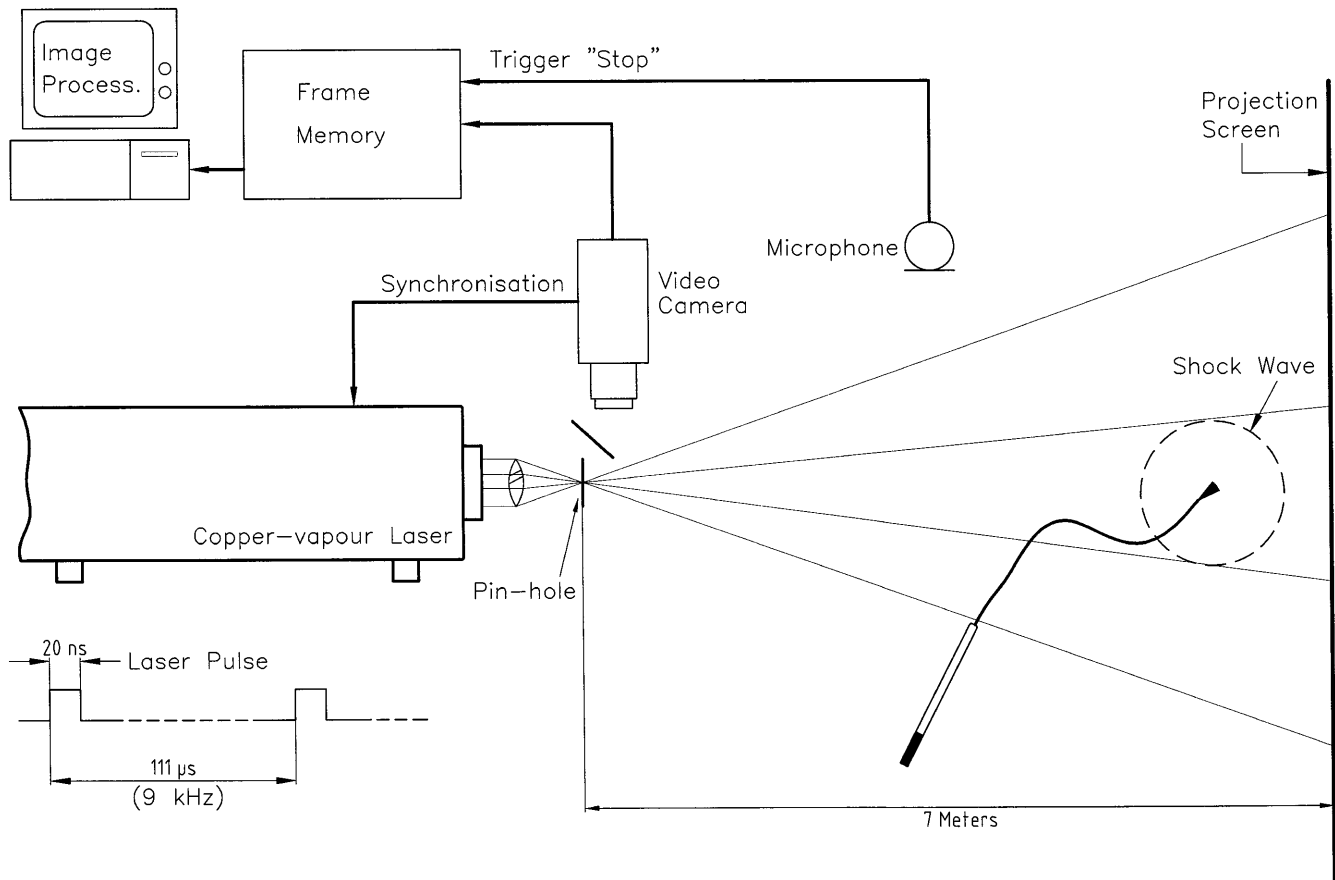 Image
Process.
Frame
Memory
Trigger "Stop"
Projection
Screen
Microphone
Synchronisation
Video
Camera
Shock Wave
Copper-vapour Laser
Pin-hole
20 ns
Laser Pulse
111 µs
(9 kHz)
7 Meters